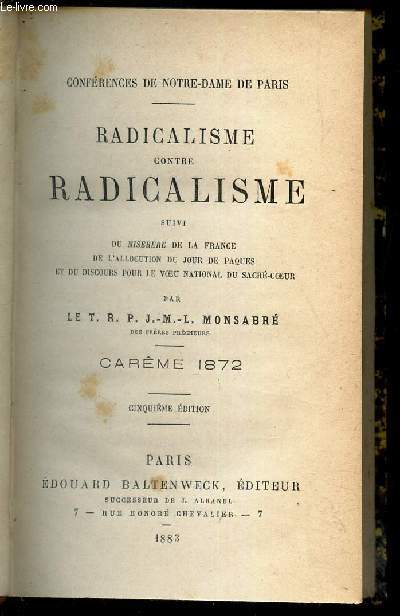 le-livre.com
CONFÉRENCES DE NOTRE-DAME DE PARIS
RADICALISME
CONTRE
RADICALISME
SUIVI
DU MISERERE DE LA FRANCE
DE L'ALLOCUTION DU JOUR DE PAQUES
ET DU DISCOURS POUR LE VŒU NATIONAL DU SACRÉ-CŒUR
PAR
LE T. R. P. J.-M.-L. MONSABRÉ
DES FRÈRES PRÊCHEURS
CARÊME 1872
CINQUIÈME ÉDITION
PARIS
ÉDOUARD BALTENWECK, ÉDITEUR
SUCCESSEUR DE J. ALBANEL
7 — RUE HONORÉ CHEVALIER — 7
1883